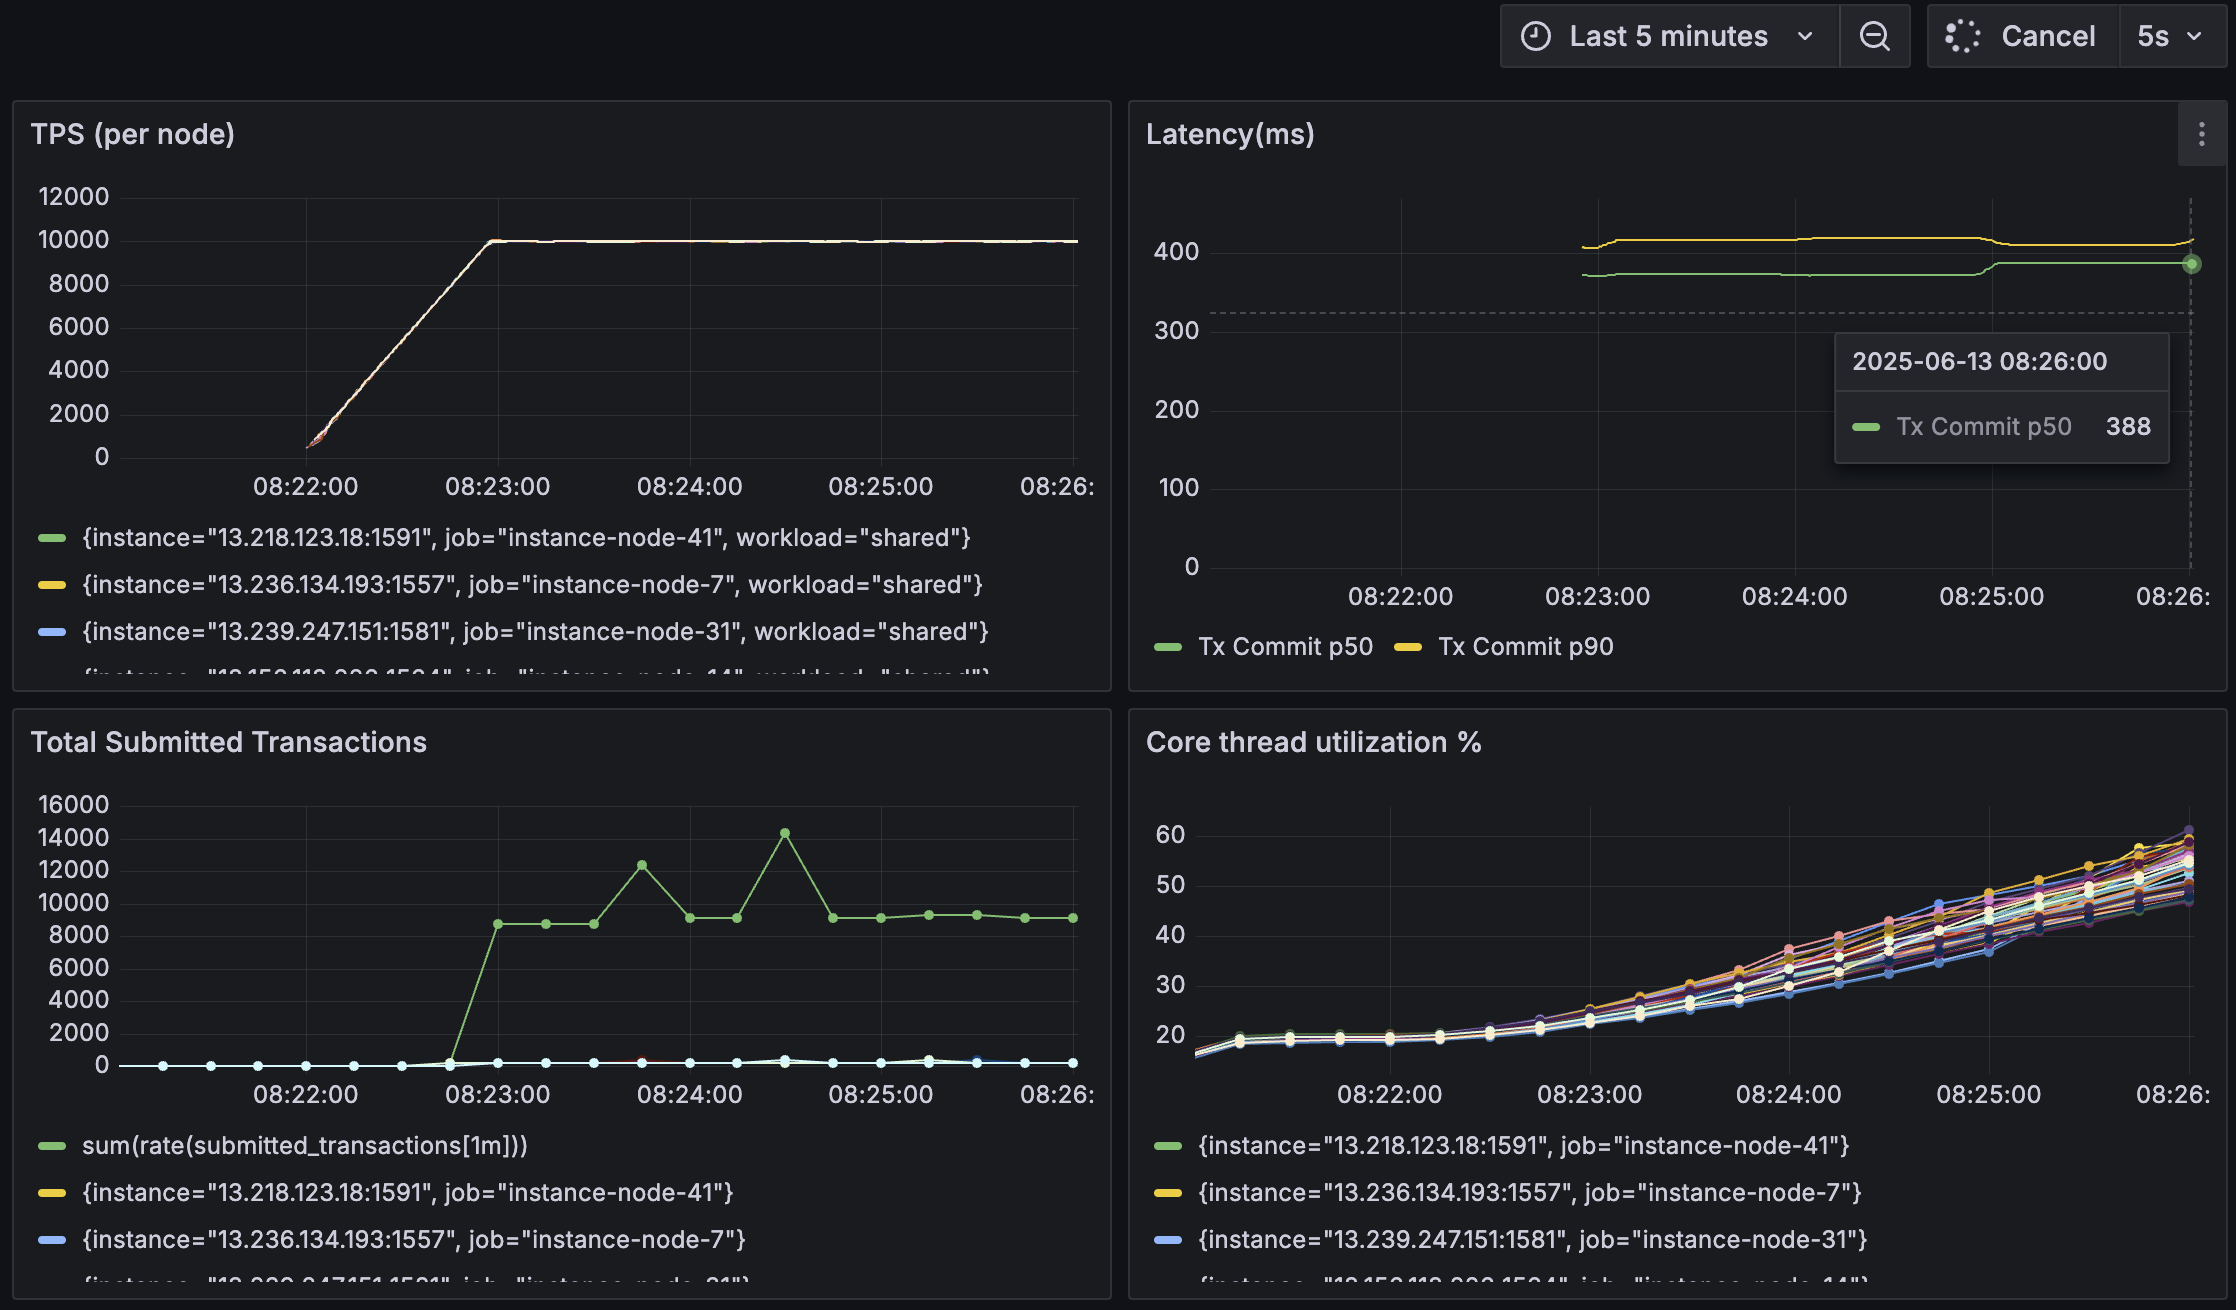 Last 5 minutes
Cancel
5s
TPS (per node)
12000
10000
8000
6000
4000
2000
0
08:22:00 08:23:00 08:24:00 08:25:00 08:26:
{instance="13.218.123.18:1591", job="instance-node-41", workload="shared"}
{instance="13.236.134.193:1557", job="instance-node-7", workload="shared"}
{instance="13.239.247.151:1581", job="instance-node-31", workload="shared"}
Latency(ms)
400
300
200
100
0
2025-06-13 08:26:00
Tx Commit p50 388
08:22:00 08:23:00 08:24:00 08:25:00 08:26:
Tx Commit p50 Tx Commit p90
Total Submitted Transactions
16000
14000
12000
10000
8000
6000
4000
2000
0
08:22:00 08:23:00 08:24:00 08:25:00 08:26:
sum(rate(submitted_transactions[1m]))
{instance="13.218.123.18:1591", job="instance-node-41"}
{instance="13.236.134.193:1557", job="instance-node-7"}
Core thread utilization %
60
50
40
30
20
08:22:00 08:23:00 08:24:00 08:25:00 08:26:
{instance="13.218.123.18:1591", job="instance-node-41"}
{instance="13.236.134.193:1557", job="instance-node-7"}
{instance="13.239.247.151:1581", job="instance-node-31"}